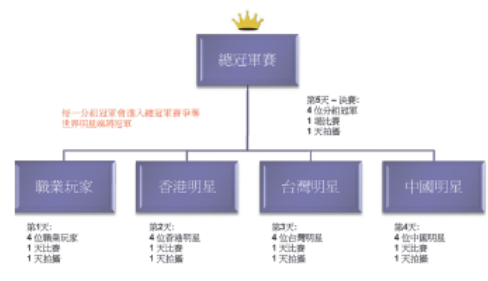 總冠軍賽
第5天 – 決賽:
4 位分組冠軍
1 場比賽
1 天拍攝
每一分組冠軍會進入總冠軍賽爭奪
世界明星麻將冠軍
職業玩家
香港明星
台灣明星
中國明星
第1天:
4 位職業玩家
1 天比賽
1 天拍攝
第2天:
4 位香港明星
1 天比賽
1 天拍攝
第3天:
4 位台灣明星
1 天比賽
1 天拍攝
第4天:
4 位中國明星
1 天比賽
1 天拍攝